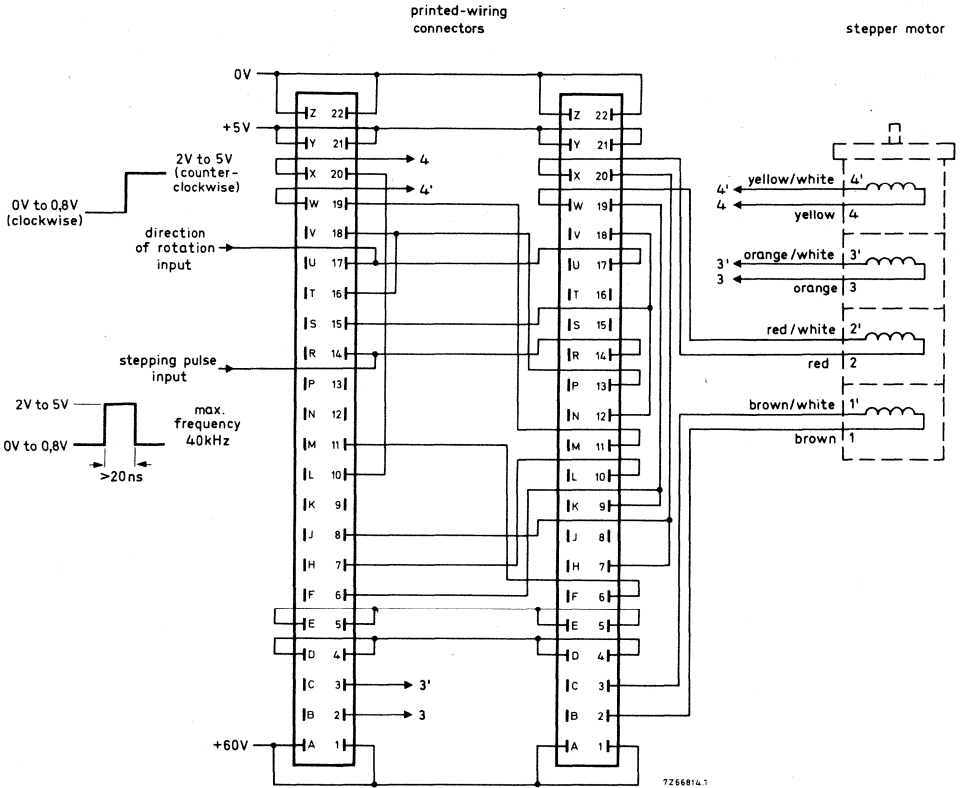 printed-wiring
connectors
stepper motor
0V
+5V
2V to 5V
(counter-
clockwise)
0V to 0,8V
(clockwise)
direction
of rotation
input
stepping pulse
input
2V to 5V
0V to 0,8V
>20ns
max.
frequency
40kHz
+60V
Z 22
Y 21
X 20
W 19
V 18
U 17
T 16
S 15
R 14
P 13
N 12
M 11
L 10
K 9
J 8
H 7
F 6
E 5
D 4
C 3
B 2
A 1
4
4'
3'
3
Z 22
Y 21
X 20
W 19
V 18
U 17
T 16
S 15
R 14
P 13
N 12
M 11
L 10
K 9
J 8
H 7
F 6
E 5
D 4
C 3
B 2
A 1
4' yellow/white 4'
4 yellow 4
3' orange/white 3'
3 orange 3
red/white 2'
red 2
brown/white 1'
brown 1
7Z66814.1